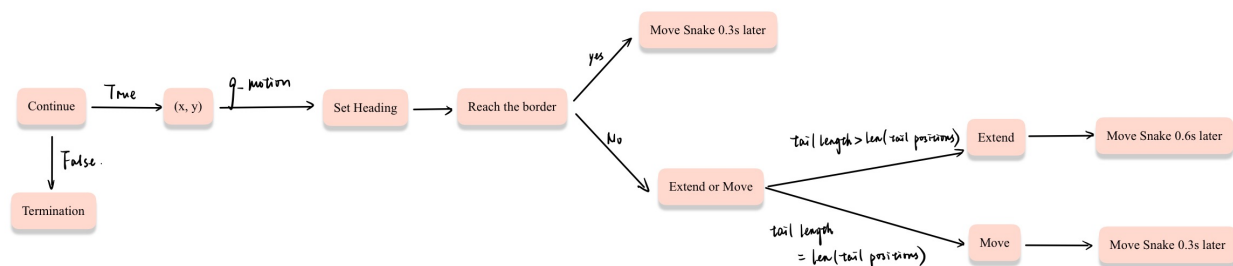 Move Snake 0.3s later
yes
True
g_motion
Continue
(x, y)
Set Heading
Reach the border
False.
No
tail length > len(tail positions)
Extend
Move Snake 0.6s later
Termination
Extend or Move
tail length
= len(tail positions)
Move
Move Snake 0.3s later